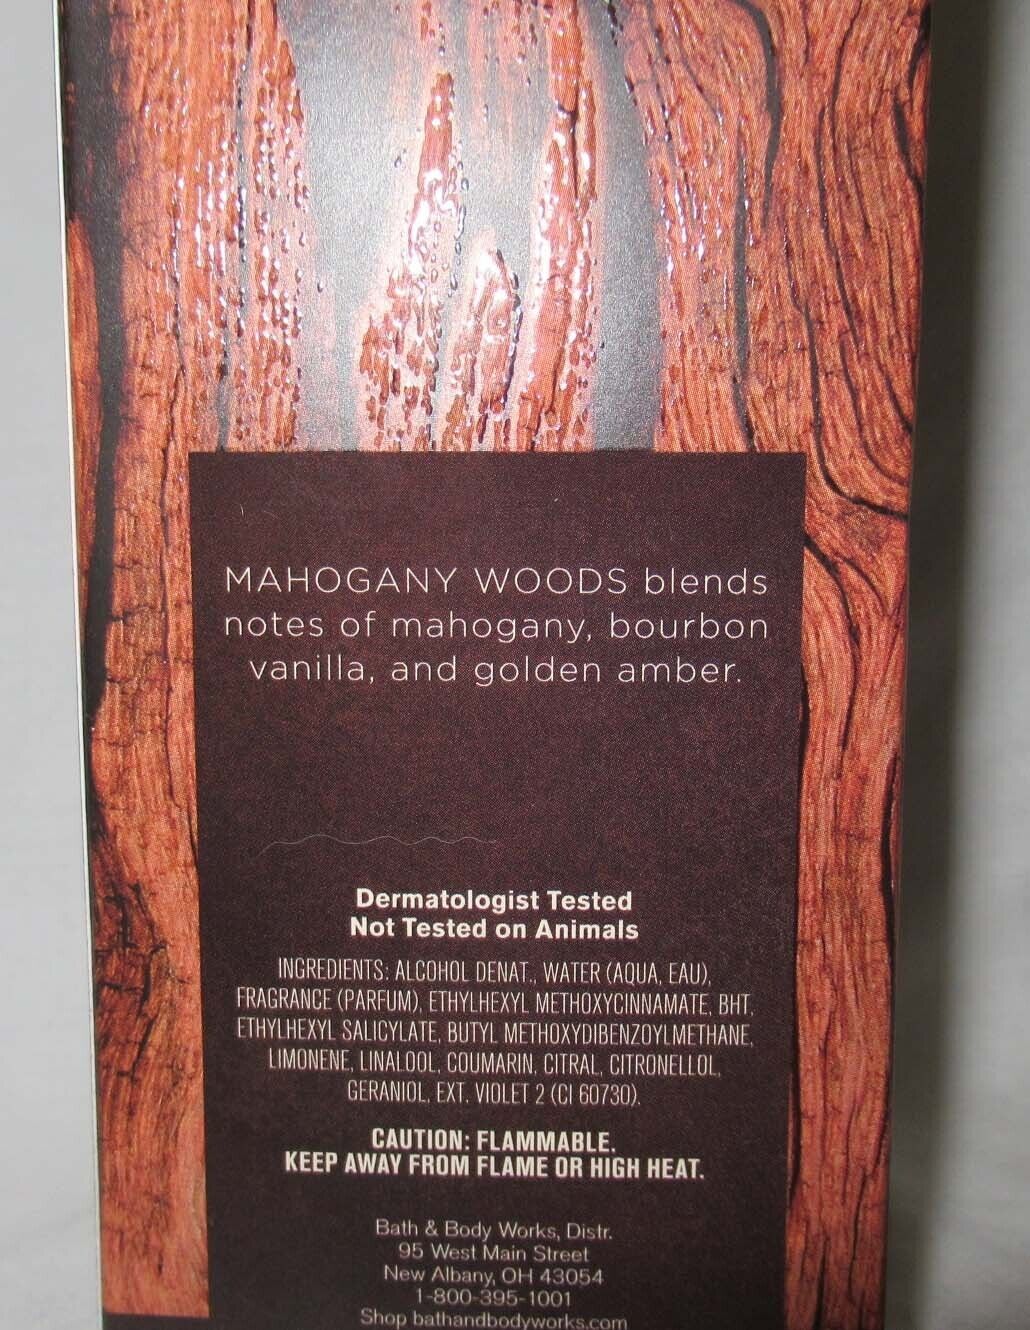 MAHOGANY WOODS blends
notes of mahogany, bourbon
vanilla, and golden amber.
Dermatologist Tested
Not Tested on Animals
INGREDIENTS: ALCOHOL DENAT., WATER (AQUA, EAU),
FRAGRANCE (PARFUM), ETHYLHEXYL METHOXYCINNAMATE, BHT,
ETHYLHEXYL SALICYLATE, BUTYL METHOXYDIBENZOYLMETHANE,
LIMONENE, LINALOOL, COUMARIN, CITRAL, CITRONELLOL,
GERANIOL, EXT. VIOLET 2 (CI 60730).
CAUTION: FLAMMABLE.
KEEP AWAY FROM FLAME OR HIGH HEAT.
Bath & Body Works, Distr.
95 West Main Street
New Albany, OH 43054
1-800-395-1001
Shop bathandbodyworks.com